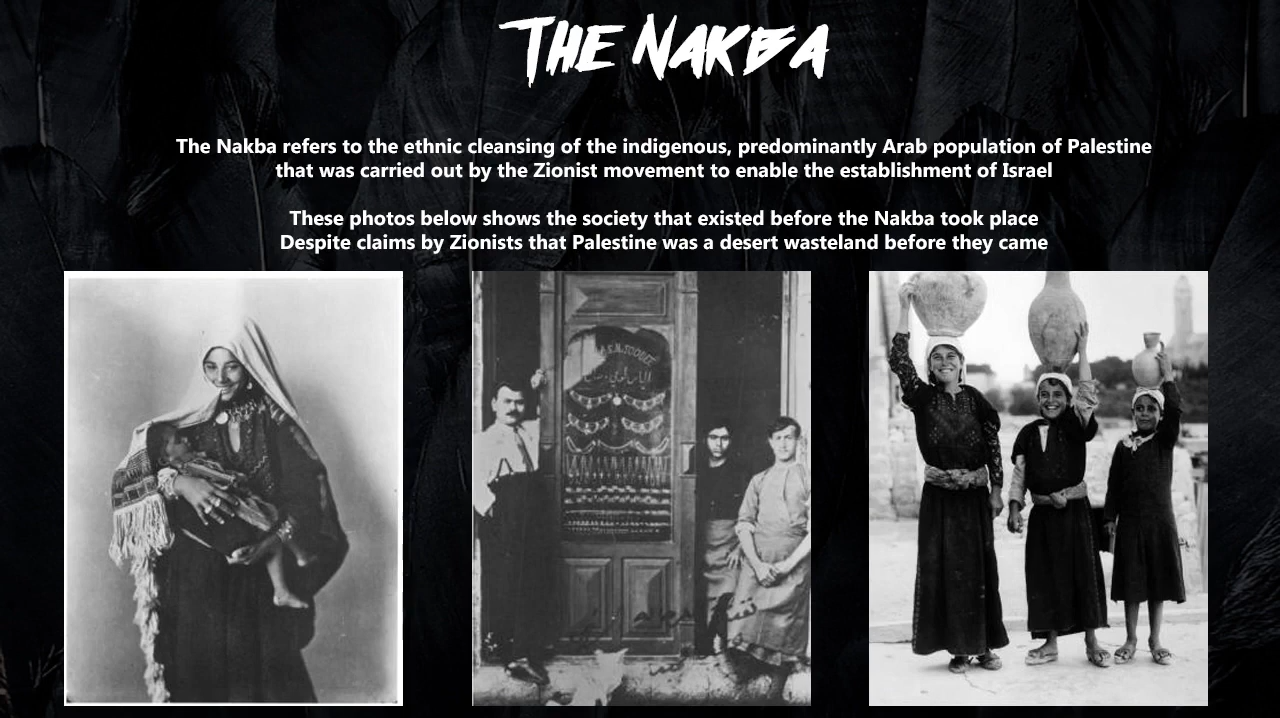 THE NAKBA
The Nakba refers to the ethnic cleansing of the indigenous, predominantly Arab population of Palestine
that was carried out by the Zionist movement to enable the establishment of Israel
These photos below shows the society that existed before the Nakba took place
Despite claims by Zionists that Palestine was a desert wasteland before they came